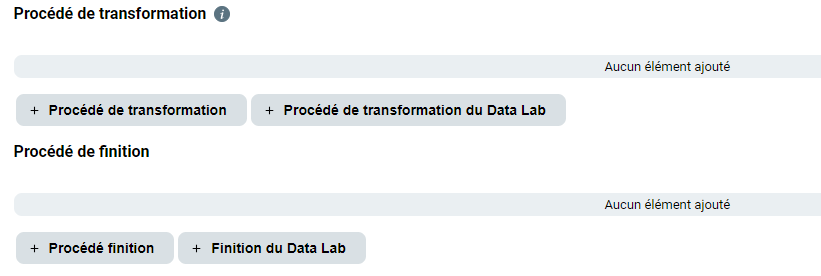 Procédé de transformation i
Aucun élément ajouté
+ Procédé de transformation + Procédé de transformation du Data Lab
Procédé de finition
Aucun élément ajouté
+ Procédé finition + Finition du Data Lab